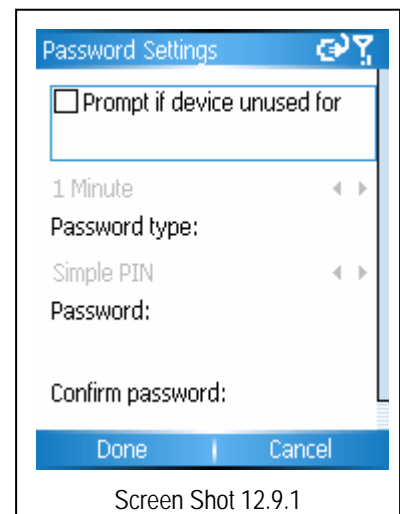 Password Settings
Prompt if device unused for
1 Minute
Password type:
Simple PIN
Password:
Confirm password:
Done Cancel
Screen Shot 12.9.1